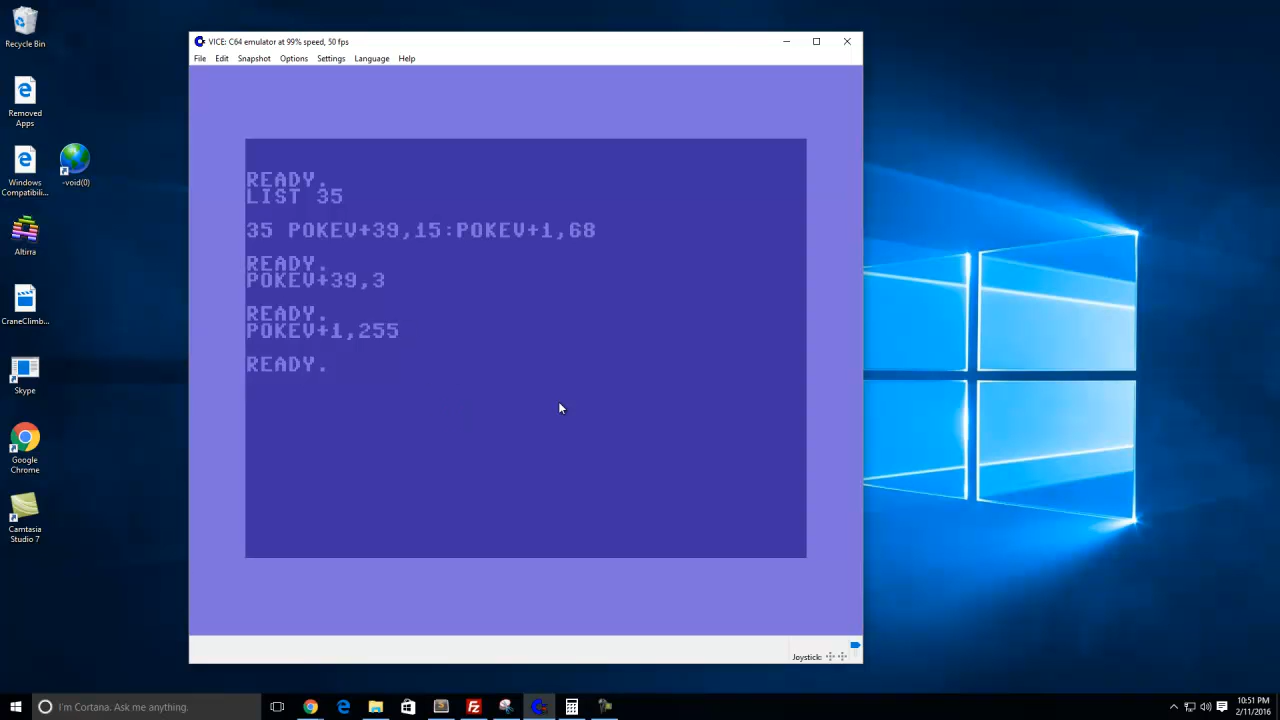 Recycle Bin
Removed Apps
Windows Compatibili...
-void(0)
Altirra
CraneClimb...
Skype
Google Chrome
Camtasia Studio 7
VICE: C64 emulator at 99% speed, 50 fps
File Edit Snapshot Options Settings Language Help
READY.
LIST 35
35 POKEV+39,15:POKEV+1,68
READY.
POKEV+39,3
READY.
POKEV+1,255
READY.
Joystick:
I'm Cortana. Ask me anything.
10:51 PM
2/11/2016